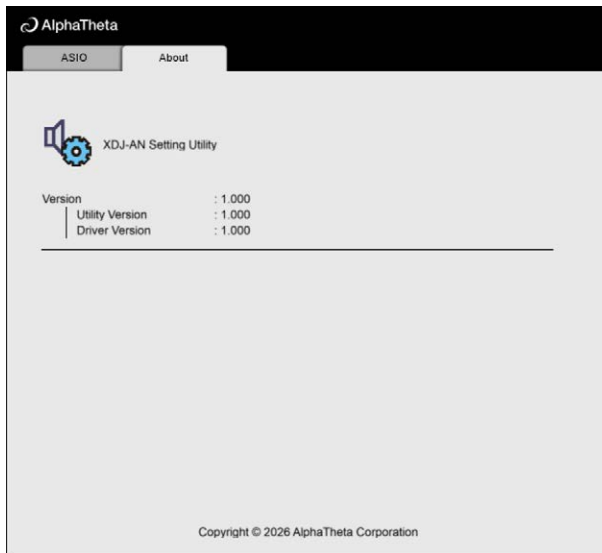 AlphaTheta
ASIO About
XDJ-AN Setting Utility
Version : 1.000
Utility Version : 1.000
Driver Version : 1.000
Copyright © 2026 AlphaTheta Corporation